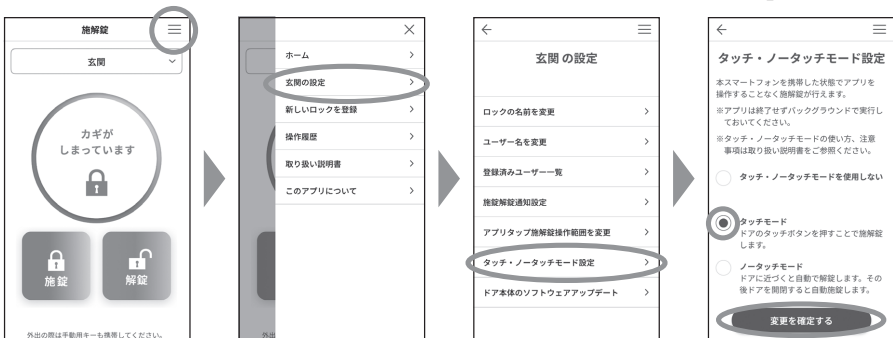 施解錠
玄関
カギが
しまっています
施錠
解錠
外出の際は手動用キーも携帯してください。
ホーム
玄関の設定
新しいロックを登録
操作履歴
取り扱い説明書
このアプリについて
外出
玄関 の設定
ロックの名前を変更
ユーザー名を変更
登録済みユーザー一覧
施錠解錠通知設定
アプリタップ施解錠操作範囲を変更
タッチ・ノータッチモード設定
ドア本体のソフトウェアアップデート
タッチ・ノータッチモード設定
本スマートフォンを携帯した状態でアプリを
操作することなく施解錠が行えます。
※アプリは終了せずバックグラウンドで実行し
ておいてください。
※タッチ・ノータッチモードの使い方、注意
事項は取り扱い説明書をご参照ください。
タッチ・ノータッチモードを使用しない
タッチモード
ドアのタッチボタンを押すことで施解錠
します。
ノータッチモード
ドアに近づくと自動で解錠します。その
後ドアを開閉すると自動施錠します。
変更を確定する